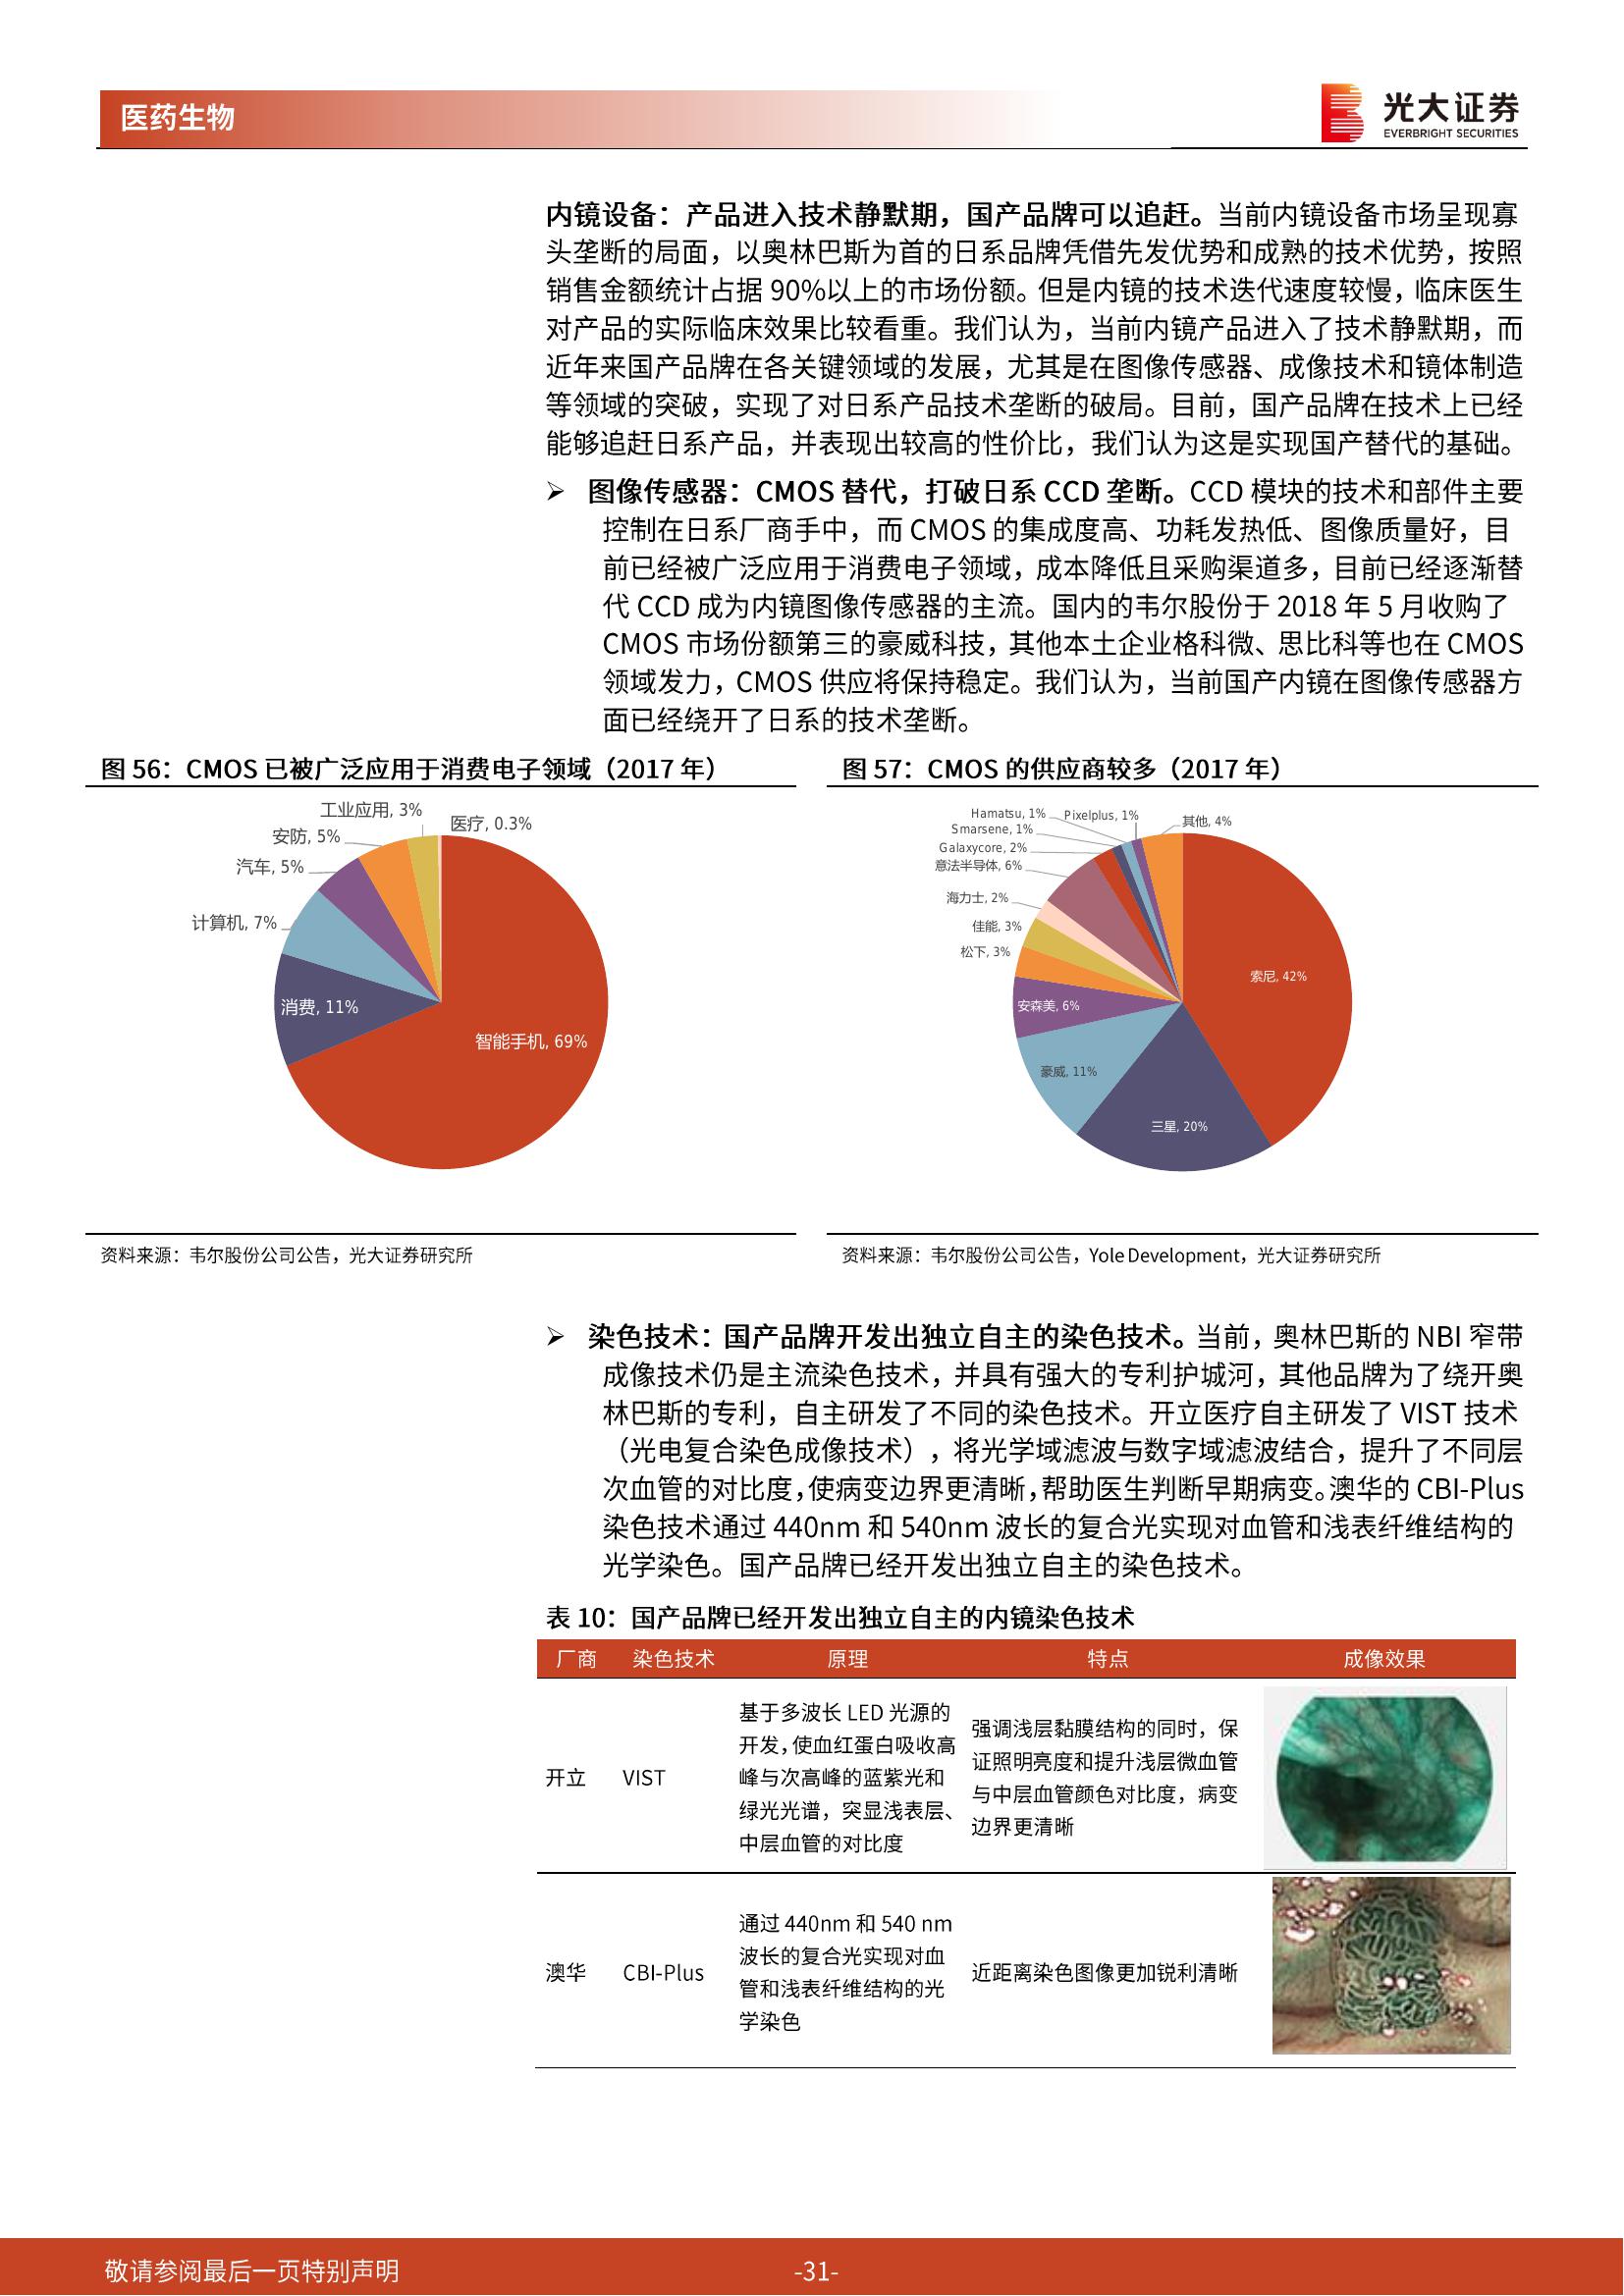 医药生物
光大证券
EVERBRIGHT SECURITIES
内镜设备：产品进入技术静默期，国产品牌可以追赶。当前内镜设备市场呈现寡
头垄断的局面，以奥林巴斯为首的日系品牌凭借先发优势和成熟的技术优势，按照
销售金额统计占据 90%以上的市场份额。但是内镜的技术迭代速度较慢，临床医生
对产品的实际临床效果比较看重。我们认为，当前内镜产品进入了技术静默期，而
近年来国产品牌在各关键领域的发展，尤其是在图像传感器、成像技术和镜体制造
等领域的突破，实现了对日系产品技术垄断的破局。目前，国产品牌在技术上已经
能够追赶日系产品，并表现出较高的性价比，我们认为这是实现国产替代的基础。
➢ 图像传感器：CMOS 替代，打破日系 CCD 垄断。CCD 模块的技术和部件主要
控制在日系厂商手中，而 CMOS 的集成度高、功耗发热低、图像质量好，目
前已经被广泛应用于消费电子领域，成本降低且采购渠道多，目前已经逐渐替
代 CCD 成为内镜图像传感器的主流。国内的韦尔股份于 2018 年 5 月收购了
CMOS 市场份额第三的豪威科技，其他本土企业格科微、思比科等也在 CMOS
领域发力，CMOS 供应将保持稳定。我们认为，当前国产内镜在图像传感器方
面已经绕开了日系的技术垄断。
图 56：CMOS 已被广泛应用于消费电子领域（2017 年）
工业应用, 3%
医疗, 0.3%
安防, 5%
汽车, 5%
计算机, 7%
消费, 11%
智能手机, 69%
资料来源：韦尔股份公司公告，光大证券研究所
图 57：CMOS 的供应商较多（2017 年）
Hamatsu, 1%
Pixelplus, 1%
其他, 4%
Smarsene, 1%
Galaxycore, 2%
意法半导体, 6%
海力士, 2%
佳能, 3%
松下, 3%
索尼, 42%
安森美, 6%
豪威, 11%
三星, 20%
资料来源：韦尔股份公司公告，Yole Development，光大证券研究所
➢ 染色技术：国产品牌开发出独立自主的染色技术。当前，奥林巴斯的 NBI 窄带
成像技术仍是主流染色技术，并具有强大的专利护城河，其他品牌为了绕开奥
林巴斯的专利，自主研发了不同的染色技术。开立医疗自主研发了 VIST 技术
（光电复合染色成像技术），将光学域滤波与数字域滤波结合，提升了不同层
次血管的对比度，使病变边界更清晰，帮助医生判断早期病变。澳华的 CBI-Plus
染色技术通过 440nm 和 540nm 波长的复合光实现对血管和浅表纤维结构的
光学染色。国产品牌已经开发出独立自主的染色技术。
表 10：国产品牌已经开发出独立自主的内镜染色技术
厂商 染色技术 原理 特点 成像效果
开立
VIST
基于多波长 LED 光源的
开发，使血红蛋白吸收高
峰与次高峰的蓝紫光和
绿光光谱，突显浅表层、
中层血管的对比度
强调浅层黏膜结构的同时，保
证照明亮度和提升浅层微血管
与中层血管颜色对比度，病变
边界更清晰
澳华
CBI-Plus
通过 440nm 和 540 nm
波长的复合光实现对血
管和浅表纤维结构的光
学染色
近距离染色图像更加锐利清晰
敬请参阅最后一页特别声明
-31-